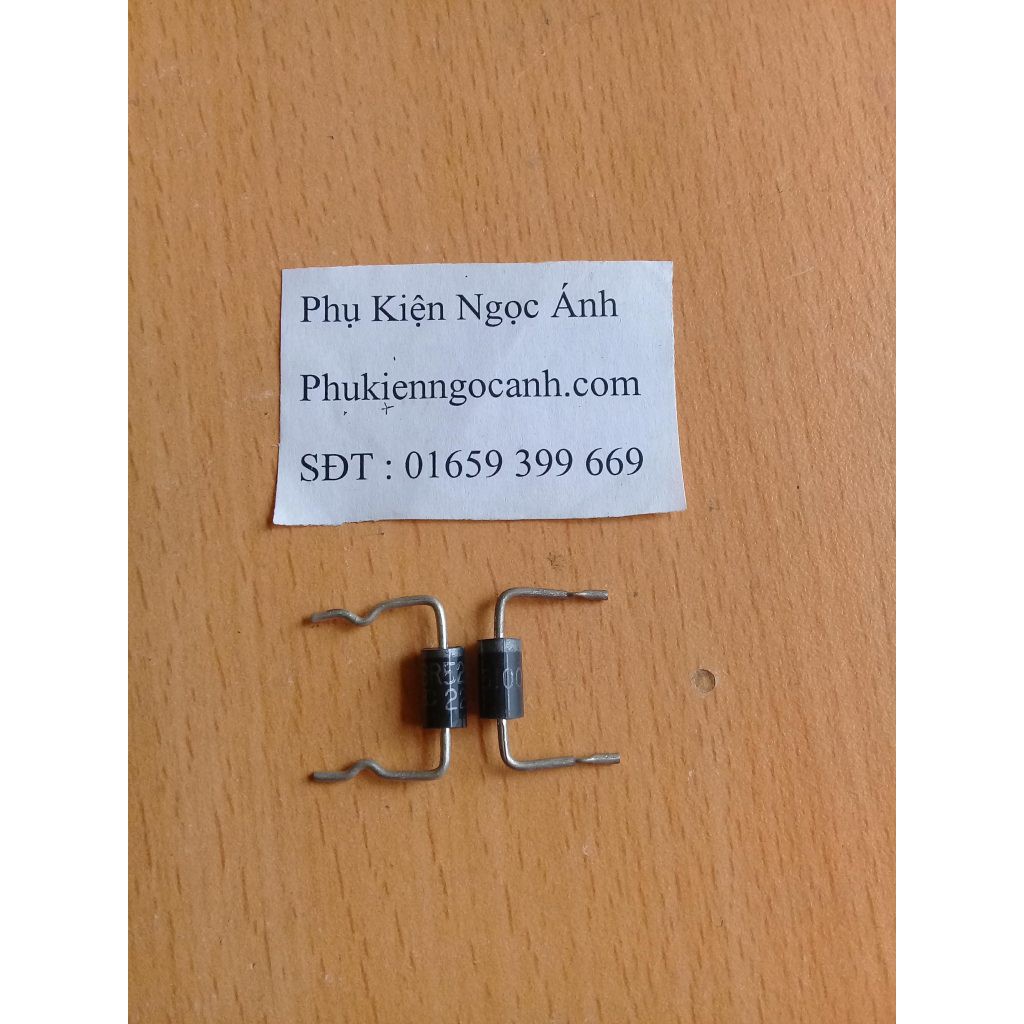 Phụ Kiện Ngọc Ánh
Phukienngocanh.com
SĐT : 01659 399 669